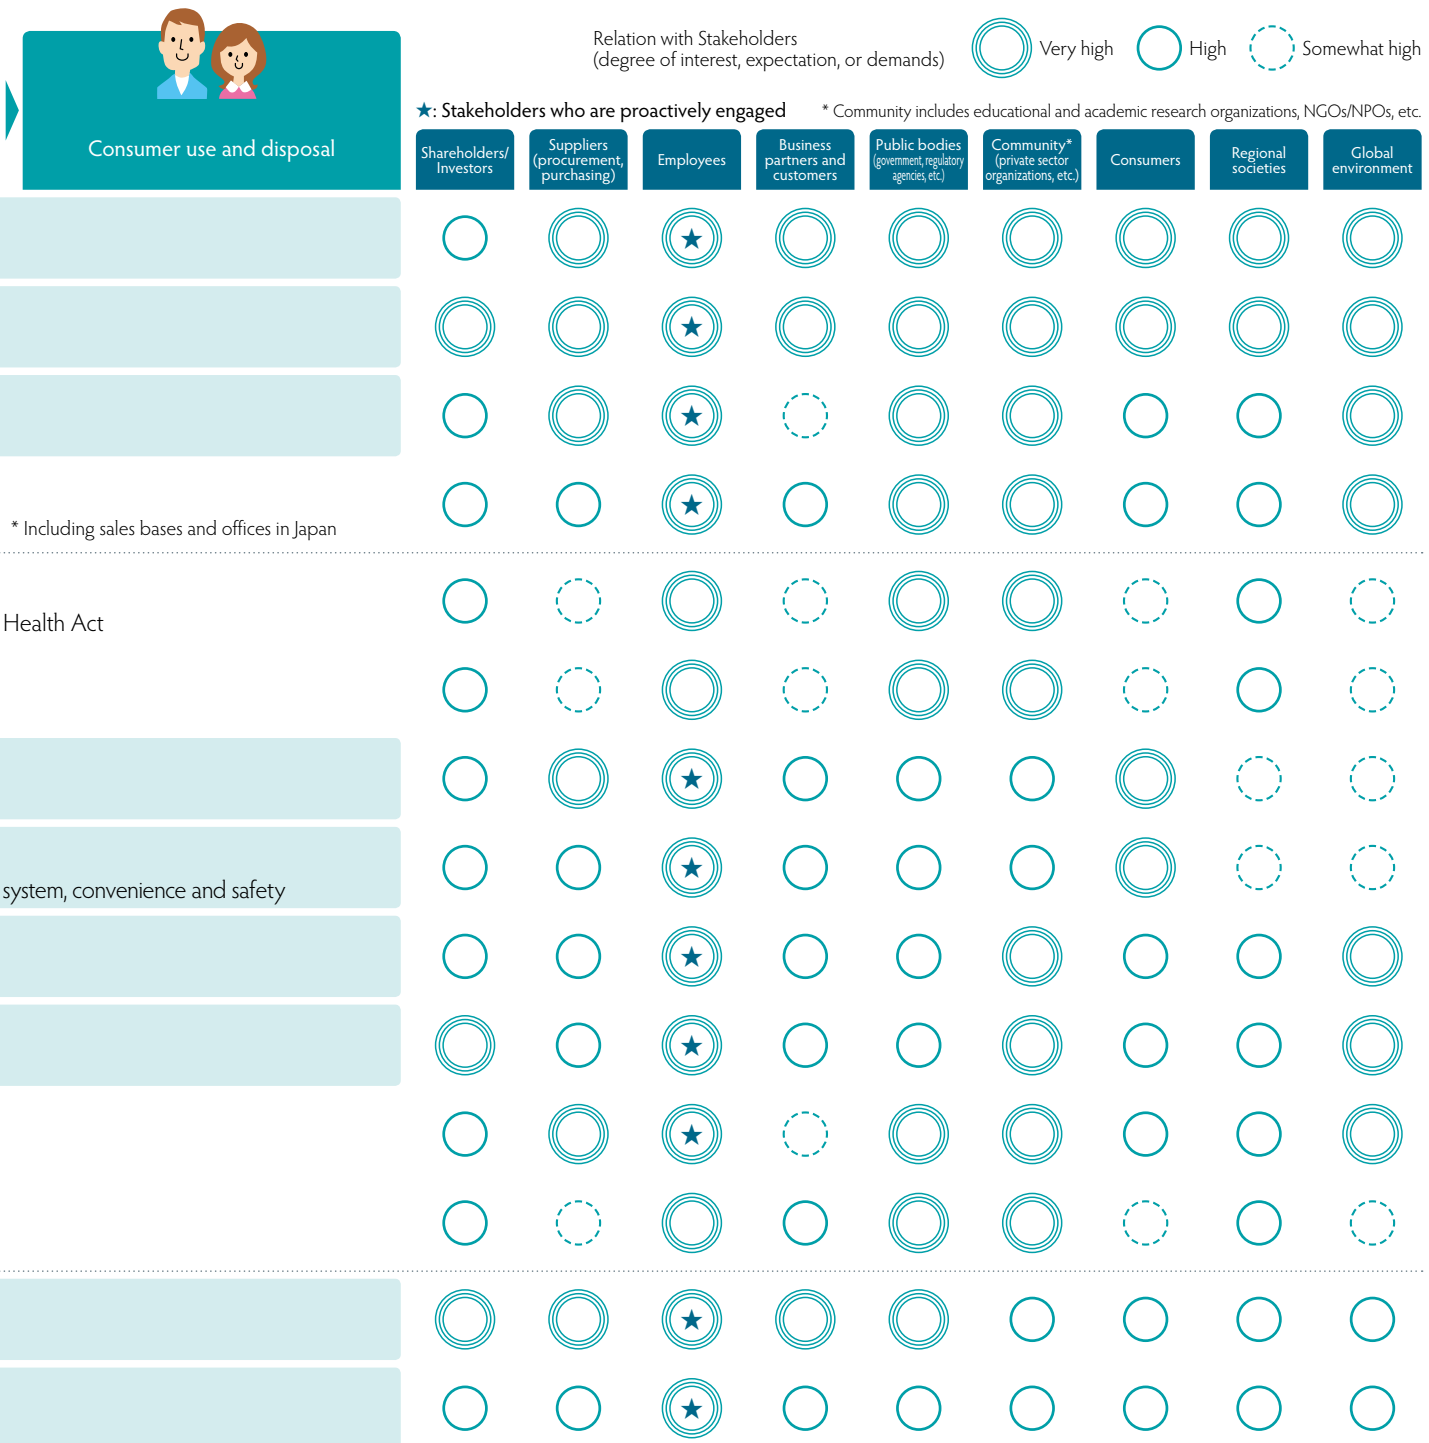 Relation with Stakeholders
(degree of interest, expectation, or demands)
Very high
High
Somewhat high
Consumer use and disposal
★: Stakeholders who are proactively engaged
* Community includes educational and academic research organizations, NGOs/NPOs, etc.
Shareholders/
Investors
Suppliers
(procurement,
purchasing)
Employees
Business
partners and
customers
Public bodies
(government, regulatory
agencies, etc.)
Community*
(private sector
organizations, etc.)
Consumers
Regional
societies
Global
environment
* Including sales bases and offices in Japan
Health Act
system, convenience and safety